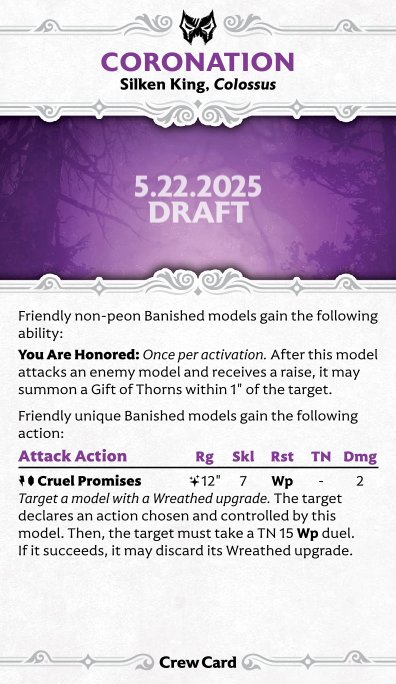 CORONATION
Silken King, Colossus
5.22.2025
DRAFT
Friendly non-peon Banished models gain the following
ability:
You Are Honored: Once per activation. After this model
attacks an enemy model and receives a raise, it may
summon a Gift of Thorns within 1" of the target.
Friendly unique Banished models gain the following
action:
Attack Action Rg Skl Rst TN Dmg
Cruel Promises 12" 7 Wp - 2
Target a model with a Wreathed upgrade. The target
declares an action chosen and controlled by this
model. Then, the target must take a TN 15 Wp duel.
If it succeeds, it may discard its Wreathed upgrade.
Crew Card